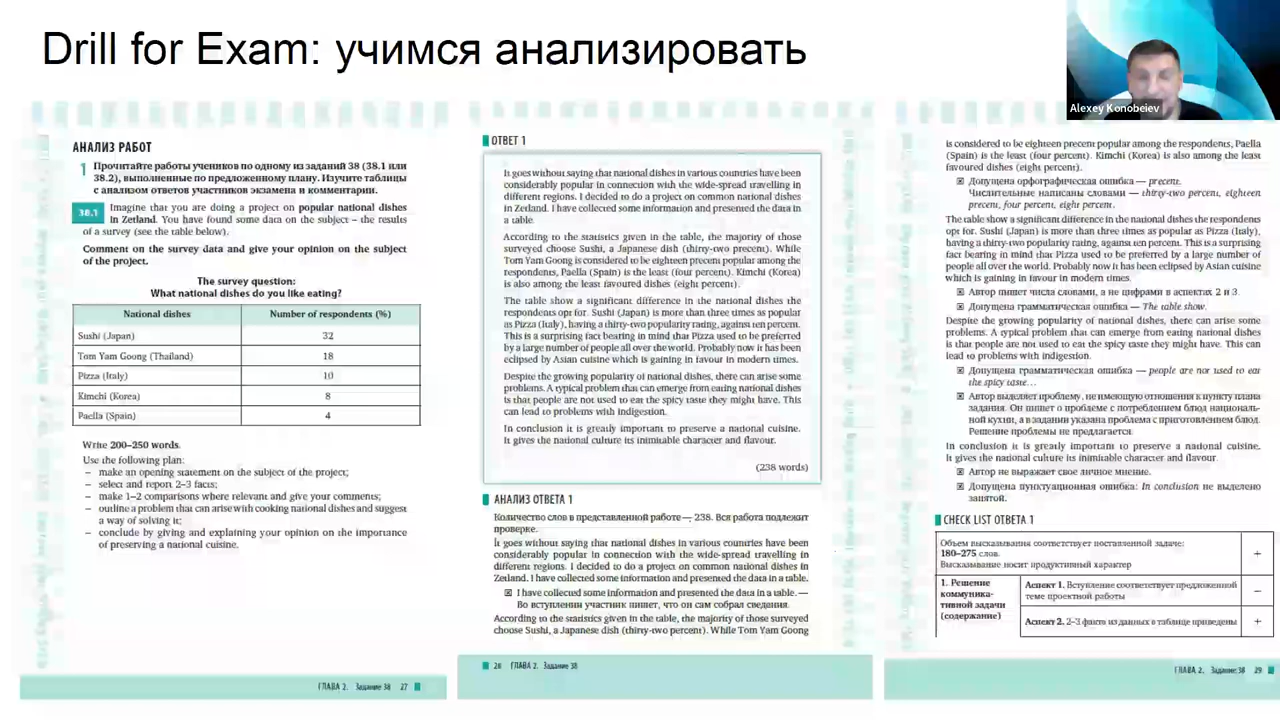 Drill for Exam: учимся анализировать
Alexey Konobeiev
АНАЛИЗ РАБОТ
1 Прочитайте работы учеников по одному из заданий 38 (38.1 или
38.2), выполненные по предложенному плану. Изучите таблицы
с анализом ответов участников экзамена и комментарии.
38.1 Imagine that you are doing a project on popular national dishes
in Zetland. You have found some data on the subject – the results
of a survey (see the table below).
Comment on the survey data and give your opinion on the subject
of the project.
The survey question:
What national dishes do you like eating?
National dishes Number of respondents (%)
Sushi (Japan) 32
Tom Yam Goong (Thailand) 18
Pizza (Italy) 10
Kimchi (Korea) 8
Paella (Spain) 4
Write 200–250 words.
Use the following plan:
– make an opening statement on the subject of the project;
– select and report 2–3 facts;
– make 1–2 comparisons where relevant and give your comments;
– outline a problem that can arise with cooking national dishes and suggest
a way of solving it;
– conclude by giving and explaining your opinion on the importance
of preserving a national cuisine.
ГЛАВА 2. Задание 38 27
ОТВЕТ 1
It goes without saying that national dishes in various countries have been
considerably popular in connection with the wide-spread travelling in
different regions. I decided to do a project on common national dishes
in Zetland. I have collected some information and presented the data in
a table.
According to the statistics given in the table, the majority of those
surveyed choose Sushi, a Japanese dish (thirty-two precent). While
Tom Yam Goong is considered to be eighteen precent popular among the
respondents, Paella (Spain) is the least (four percent). Kimchi (Korea)
is also among the least favoured dishes (eight percent).
The table show a significant difference in the national dishes the
respondents opt for. Sushi (Japan) is more than three times as popular
as Pizza (Italy), having a thirty-two popularity rating, against ten percent.
This is a surprising fact bearing in mind that Pizza used to be preferred
by a large number of people all over the world. Probably now it has been
eclipsed by Asian cuisine which is gaining in favour in modern times.
Despite the growing popularity of national dishes, there can arise some
problems. A typical problem that can emerge from eating national dishes
is that people are not used to eat the spicy taste they might have. This
can lead to problems with indigestion.
In conclusion it is greatly important to preserve a national cuisine.
It gives the national culture its inimitable character and flavour.
(238 words)
АНАЛИЗ ОТВЕТА 1
Количество слов в представленной работе — 238. Вся работа подлежит
проверке.
It goes without saying that national dishes in various countries have been
considerably popular in connection with the wide-spread travelling in
different regions. I decided to do a project on common national dishes in
Zetland. I have collected some information and presented the data in a table.
☒ I have collected some information and presented the data in a table. —
Во вступлении участник пишет, что он сам собрал сведения.
According to the statistics given in the table, the majority of those surveyed
choose Sushi, a Japanese dish (thirty-two precent). While Tom Yam Goong
28 ГЛАВА 2. Задание 38
is considered to be eighteen precent popular among the respondents, Paella
(Spain) is the least (four percent). Kimchi (Korea) is also among the least
favoured dishes (eight percent).
☒ Допущена орфографическая ошибка — precent.
Числительные написаны словами — thirty-two precent, eighteen
precent, four percent, eight percent.
The table show a significant difference in the national dishes the respondents
opt for. Sushi (Japan) is more than three times as popular as Pizza (Italy),
having a thirty-two popularity rating, against ten percent. This is a surprising
fact bearing in mind that Pizza used to be preferred by a large number of
people all over the world. Probably now it has been eclipsed by Asian cuisine
which is gaining in favour in modern times.
☒ Автор пишет числа словами, а не цифрами в аспектах 2 и 3.
☒ Допущена грамматическая ошибка — The table show.
Despite the growing popularity of national dishes, there can arise some
problems. A typical problem that can emerge from eating national dishes
is that people are not used to eat the spicy taste they might have. This can
lead to problems with indigestion.
☒ Допущена грамматическая ошибка — people are not used to eat
the spicy taste…
☒ Автор выделяет проблему, не имеющую отношения к пункту плана
задания. Он пишет о проблеме с потреблением блюд националь-
ной кухни, а в задании указана проблема с приготовлением блюд.
Решение проблемы не предлагается.
In conclusion it is greatly important to preserve a national cuisine.
It gives the national culture its inimitable character and flavour.
☒ Автор не выражает свое личное мнение.
☒ Допущена пунктуационная ошибка: In conclusion не выделено
запятой.
CHECK LIST ОТВЕТА 1
Объем высказывания соответствует поставленной задаче:
180–275 слов.
Высказывание носит продуктивный характер +
1. Решение
коммуника-
тивной задачи
(содержание)
Аспект 1. Вступление соответствует предложенной
теме проектной работы –
Аспект 2. 2–3 факта из данных в таблице приведены +
ГЛАВА 2. Задание 38 29